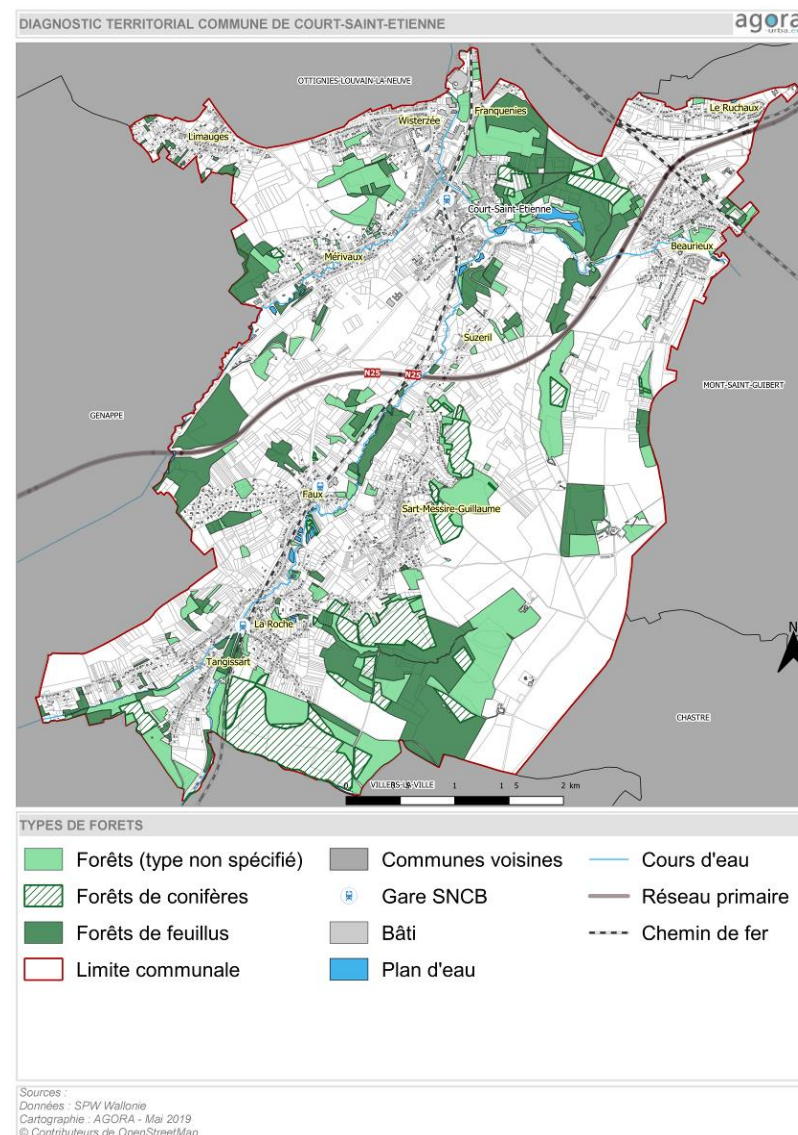 DIAGNOSTIC TERRITORIAL COMMUNE DE COURT-SAINT-ETIENNE
agora
OTTIGNIES-LOUVAIN-LA-NEUVE
Le Ruchaux
Franquenies
Wisterzée
Limauges
Court-Saint-Etienne
Beaurieux
Mérivaux
Suzeril
N25
N25
MONT-SAINT-GUIBERT
GENAPPE
Faux
Sart-Messire-Guillaume
La Roche
N
Tangissart
CHASTRE
VILLERS-LA-VILLE
1 1 5 2 km
TYPES DE FORETS
Forêts (type non spécifié)
Forêts de conifères
Forêts de feuillus
Limite communale
Communes voisines
Gare SNCB
Bâti
Plan d'eau
Cours d'eau
Réseau primaire
Chemin de fer
Sources :
Données : SPW Wallonie
Cartographie : AGORA - Mai 2019
© Contributeurs de OpenStreetMap